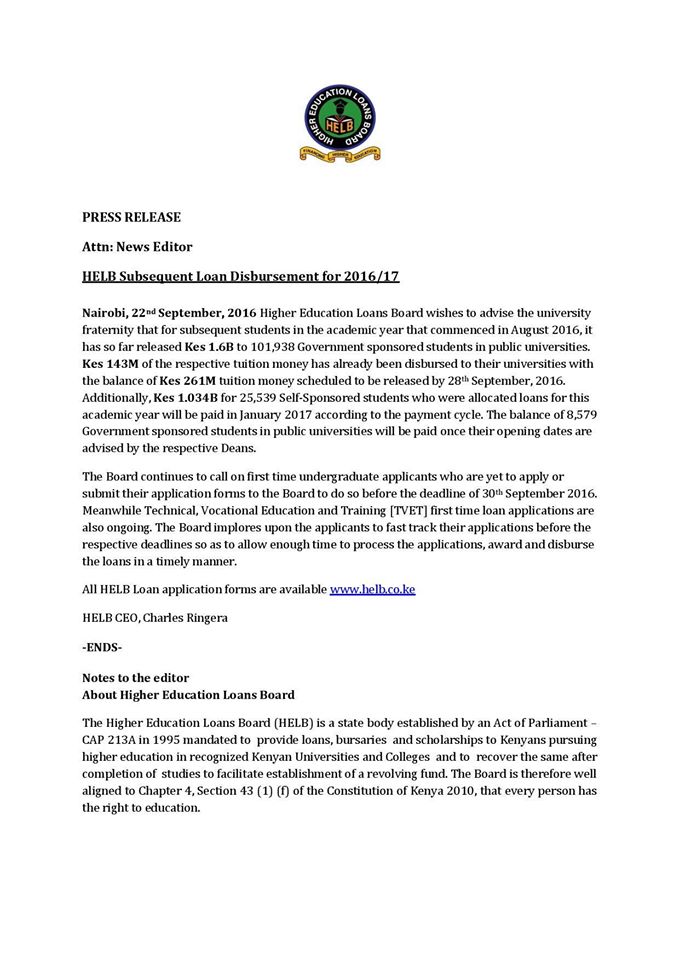 HIGHER EDUCATION LOANS BOARD
HELB
FINANCING HIGHER EDUCATION
PRESS RELEASE
Attn: News Editor
HELB Subsequent Loan Disbursement for 2016/17
Nairobi, 22nd September, 2016 Higher Education Loans Board wishes to advise the university
fraternity that for subsequent students in the academic year that commenced in August 2016, it
has so far released Kes 1.6B to 101,938 Government sponsored students in public universities.
Kes 143M of the respective tuition money has already been disbursed to their universities with
the balance of Kes 261M tuition money scheduled to be released by 28th September, 2016.
Additionally, Kes 1.034B for 25,539 Self-Sponsored students who were allocated loans for this
academic year will be paid in January 2017 according to the payment cycle. The balance of 8,579
Government sponsored students in public universities will be paid once their opening dates are
advised by the respective Deans.
The Board continues to call on first time undergraduate applicants who are yet to apply or
submit their application forms to the Board to do so before the deadline of 30th September 2016.
Meanwhile Technical, Vocational Education and Training [TVET] first time loan applications are
also ongoing. The Board implores upon the applicants to fast track their applications before the
respective deadlines so as to allow enough time to process the applications, award and disburse
the loans in a timely manner.
All HELB Loan application forms are available www.helb.co.ke
HELB CEO, Charles Ringera
-ENDS-
Notes to the editor
About Higher Education Loans Board
The Higher Education Loans Board (HELB) is a state body established by an Act of Parliament –
CAP 213A in 1995 mandated to provide loans, bursaries and scholarships to Kenyans pursuing
higher education in recognized Kenyan Universities and Colleges and to recover the same after
completion of studies to facilitate establishment of a revolving fund. The Board is therefore well
aligned to Chapter 4, Section 43 (1) (f) of the Constitution of Kenya 2010, that every person has
the right to education.